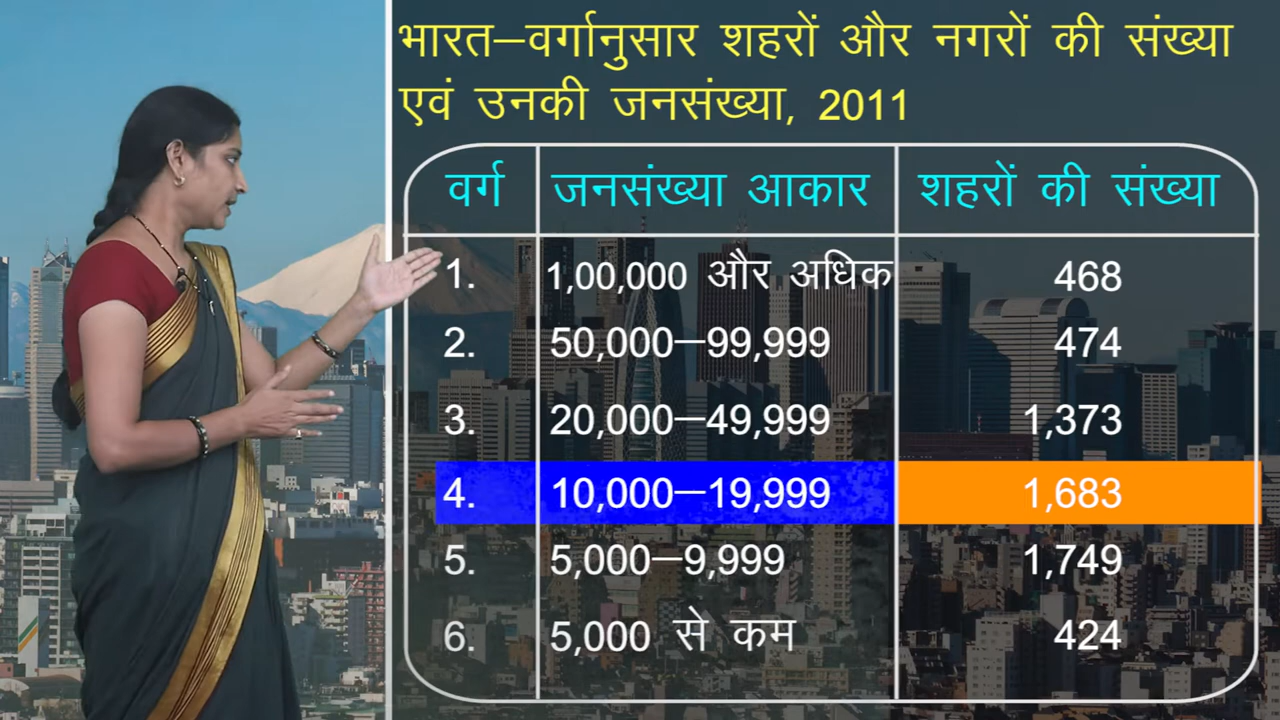 भारत–वर्गानुसार शहरों और नगरों की संख्या
एवं उनकी जनसंख्या, 2011
वर्ग जनसंख्या आकार शहरों की संख्या
1. 1,00,000 और अधिक 468
2. 50,000–99,999 474
3. 20,000–49,999 1,373
4. 10,000–19,999 1,683
5. 5,000–9,999 1,749
6. 5,000 से कम 424